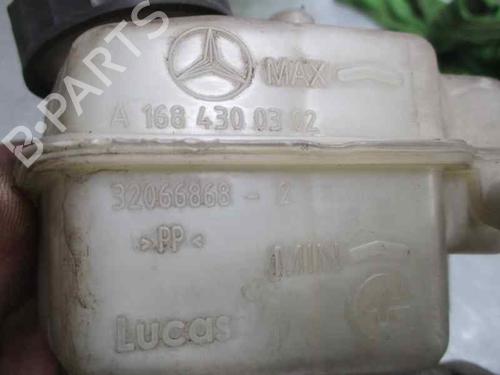 MAX
A 168 430 03 02
32066868 - 2
>PP<
MIN
Lucas
B-PARTS